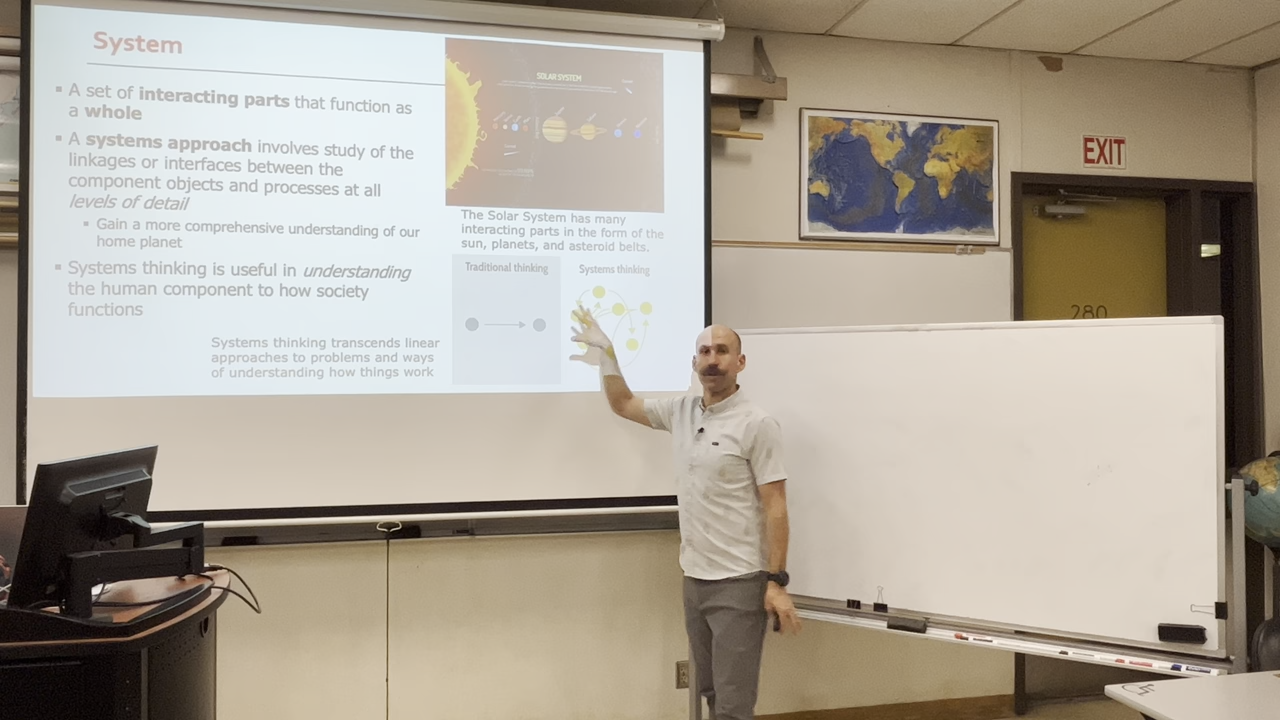 System
▪ A set of interacting parts that function as
a whole
▪ A systems approach involves study of the
linkages or interfaces between the
component objects and processes at all
levels of detail
▪ Gain a more comprehensive understanding of our
home planet
▪ Systems thinking is useful in understanding
the human component to how society
functions
Systems thinking transcends linear
approaches to problems and ways
of understanding how things work
SOLAR SYSTEM
The Solar System has many
interacting parts in the form of the
sun, planets, and asteroid belts.
Traditional thinking
Systems thinking
EXIT
280